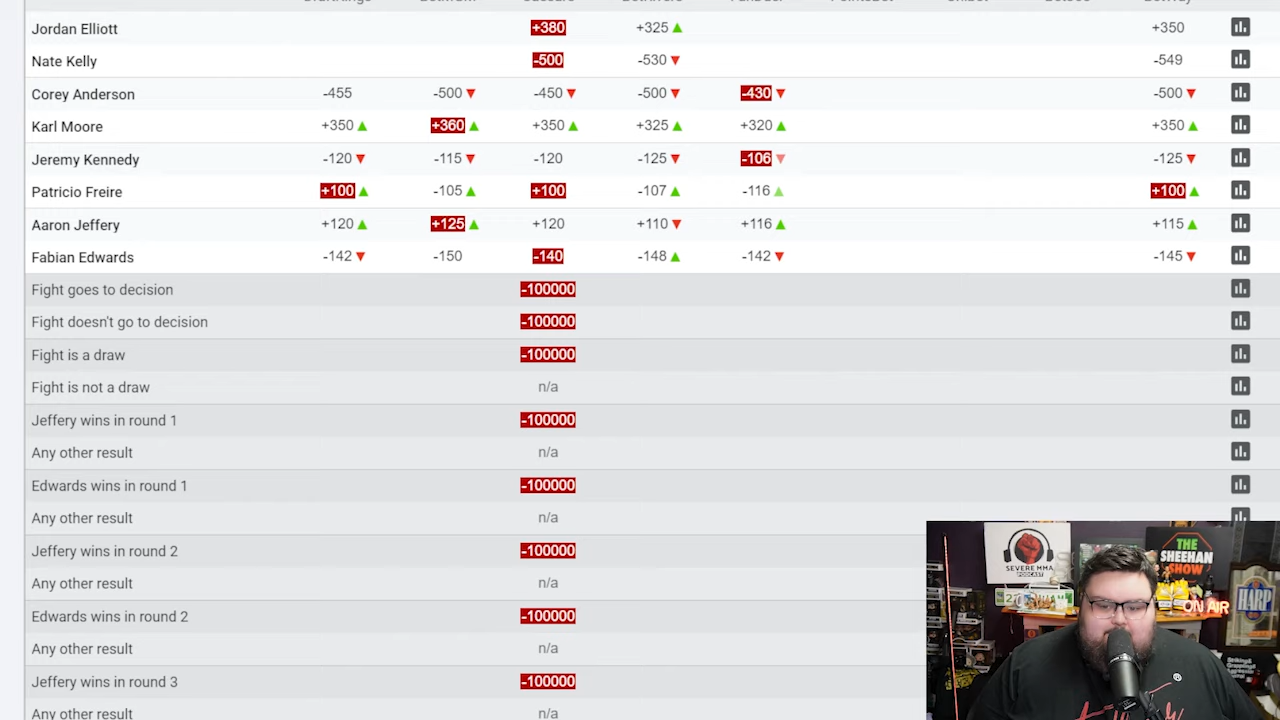 Jordan Elliott +380 +325 +350
Nate Kelly -500 -530 -549
Corey Anderson -455 -500 -450 -500 -430 -500
Karl Moore +350 +360 +350 +325 +320 +350
Jeremy Kennedy -120 -115 -120 -125 -106 -125
Patricio Freire +100 -105 +100 -107 -116 +100
Aaron Jeffery +120 +125 +120 +110 +116 +115
Fabian Edwards -142 -150 -140 -148 -142 -145
Fight goes to decision -100000
Fight doesn't go to decision -100000
Fight is a draw -100000
Fight is not a draw n/a
Jeffery wins in round 1 -100000
Any other result n/a
Edwards wins in round 1 -100000
Any other result n/a
Jeffery wins in round 2 -100000
Any other result n/a
Edwards wins in round 2 -100000
Any other result n/a
Jeffery wins in round 3 -100000
Any other result n/a
SEVERE MMA
PODCAST
THE
SHEEHAN
SHOW
ON AIR
HARP